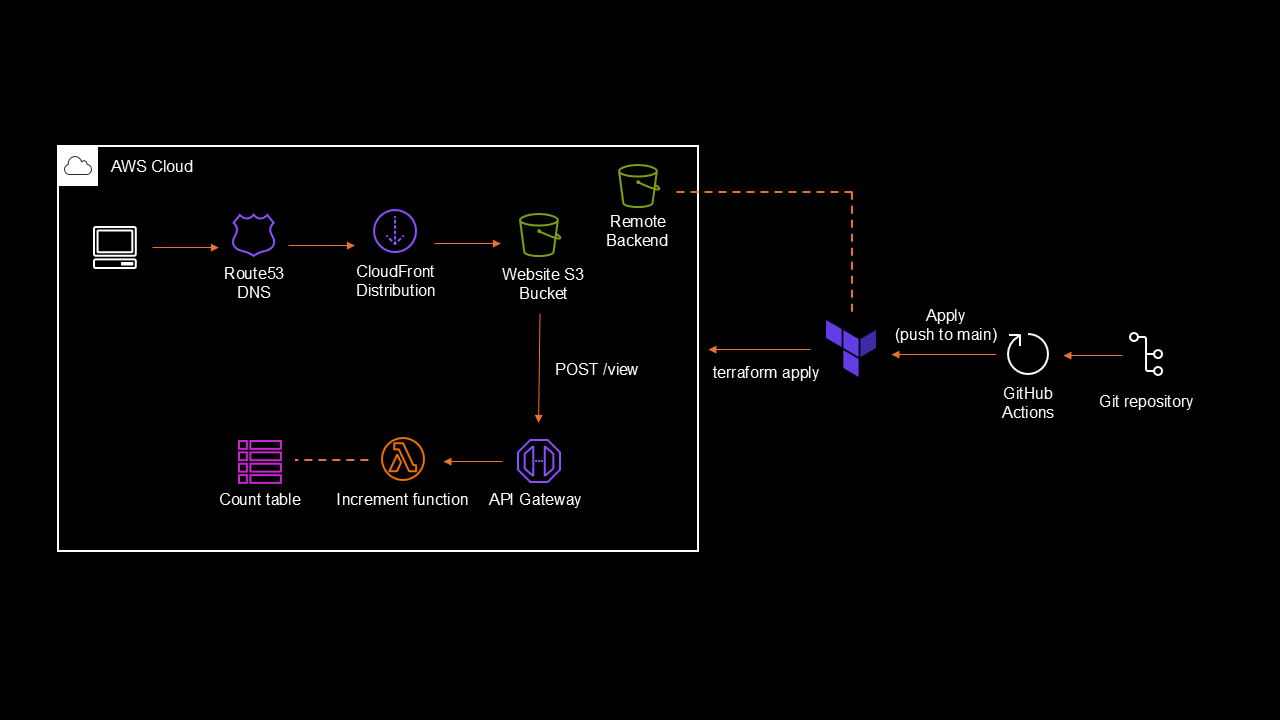 AWS Cloud
Remote
Backend
Route53
DNS
CloudFront
Distribution
Website S3
Bucket
Apply
(push to main)
POST /view
terraform apply
GitHub
Actions
Git repository
Count table
Increment function
API Gateway